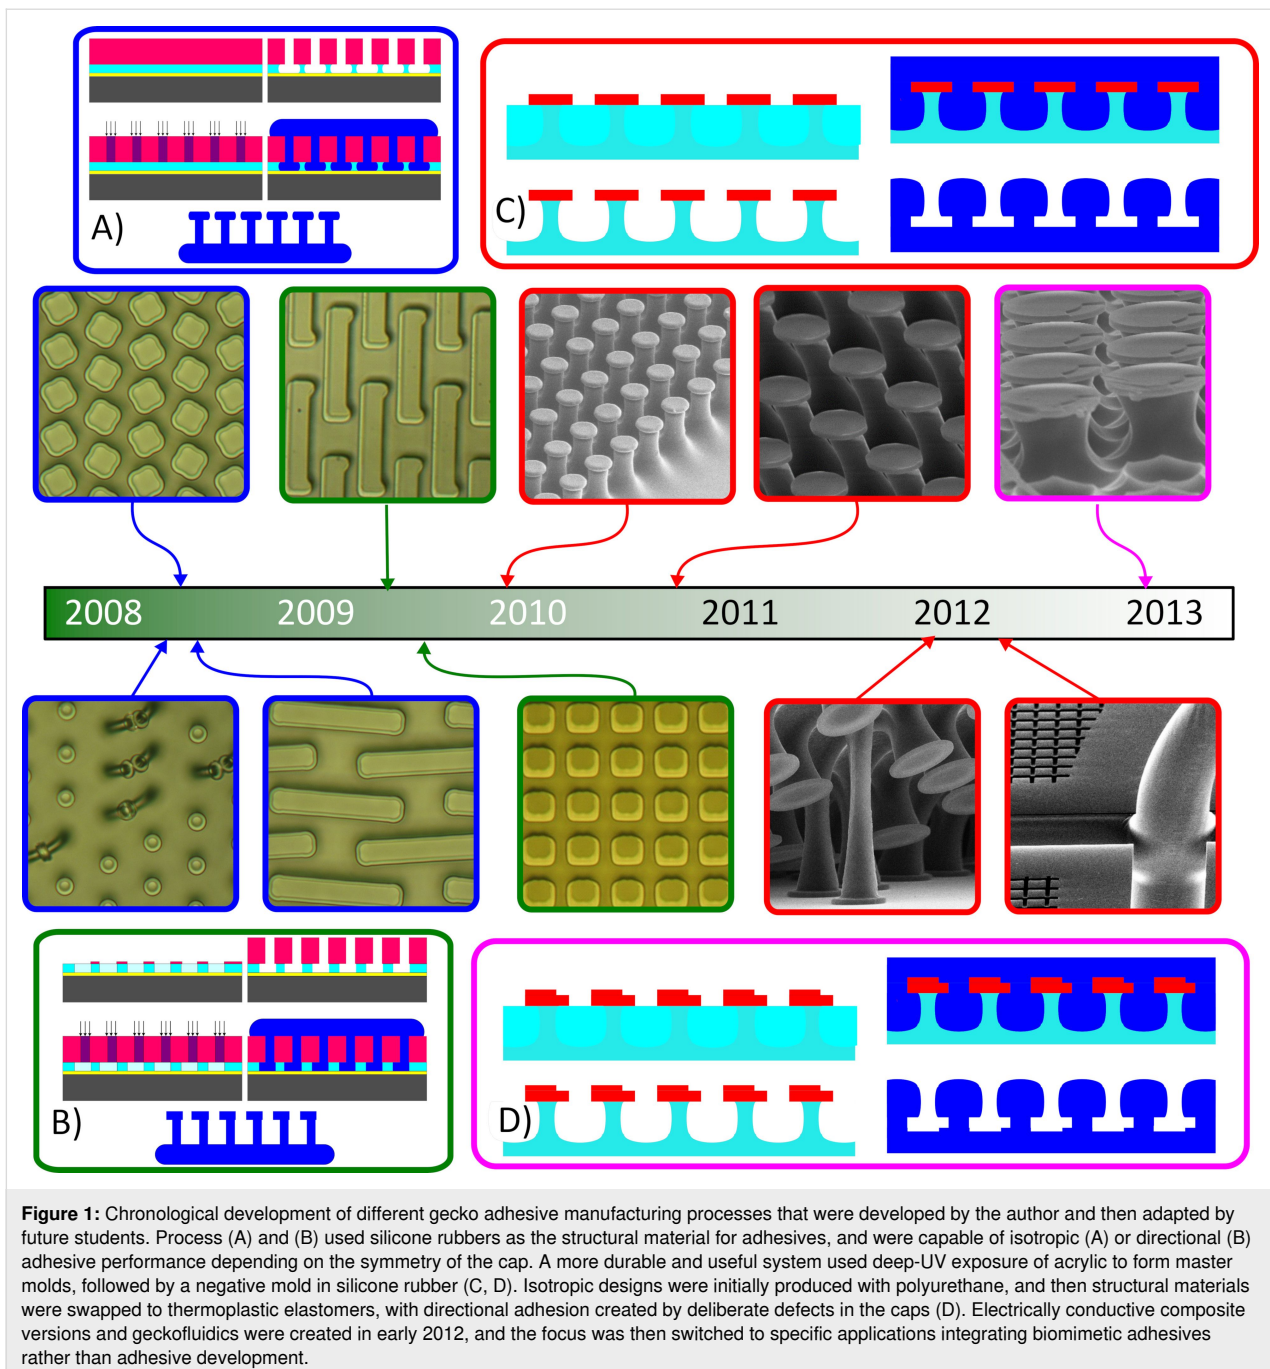 A)
C)
2008 2009 2010 2011 2012 2013
B)
D)
Figure 1: Chronological development of different gecko adhesive manufacturing processes that were developed by the author and then adapted by
future students. Process (A) and (B) used silicone rubbers as the structural material for adhesives, and were capable of isotropic (A) or directional (B)
adhesive performance depending on the symmetry of the cap. A more durable and useful system used deep-UV exposure of acrylic to form master
molds, followed by a negative mold in silicone rubber (C, D). Isotropic designs were initially produced with polyurethane, and then structural materials
were swapped to thermoplastic elastomers, with directional adhesion created by deliberate defects in the caps (D). Electrically conductive composite
versions and geckofluidics were created in early 2012, and the focus was then switched to specific applications integrating biomimetic adhesives
rather than adhesive development.